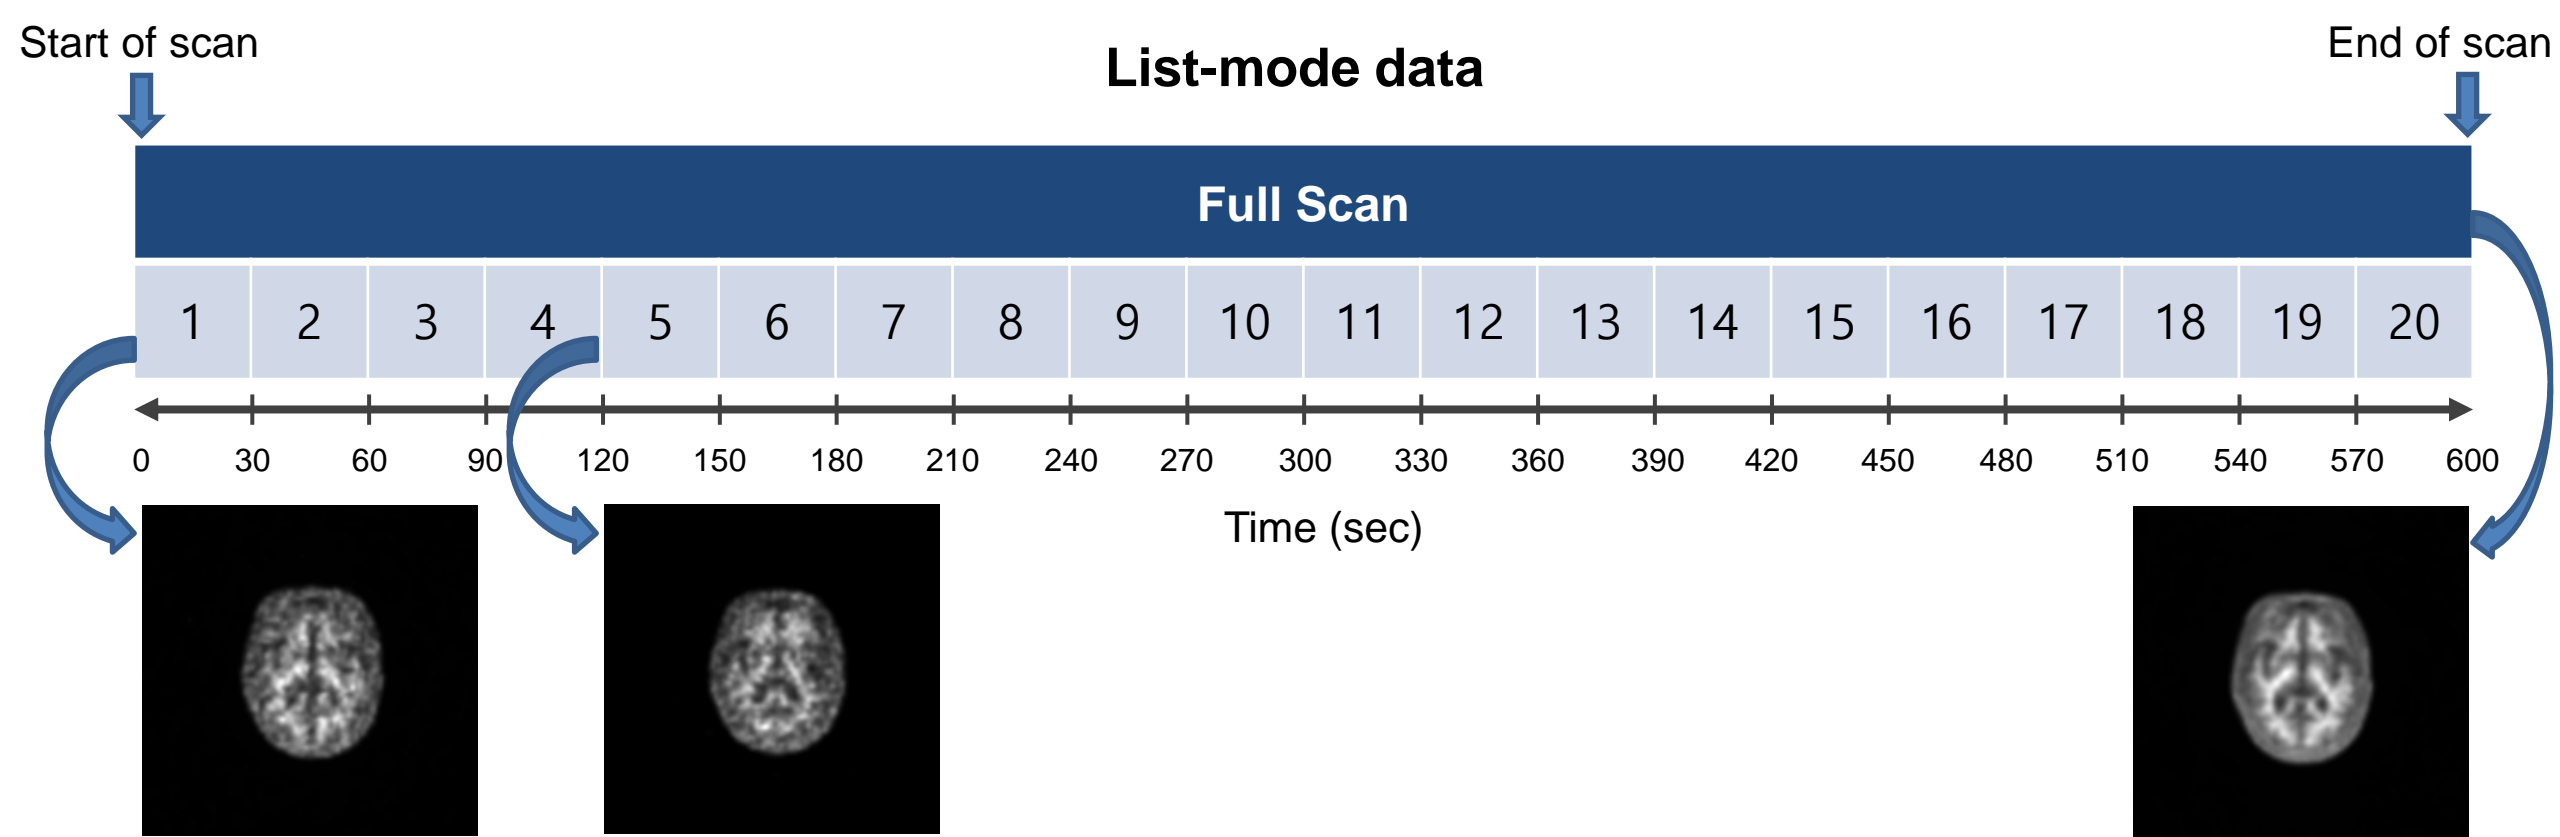 Start of scan
List-mode data
End of scan
Full Scan
1 2 3 4 5 6 7 8 9 10 11 12 13 14 15 16 17 18 19 20
0 30 60 90 120 150 180 210 240 270 300 330 360 390 420 450 480 510 540 570 600
Time (sec)